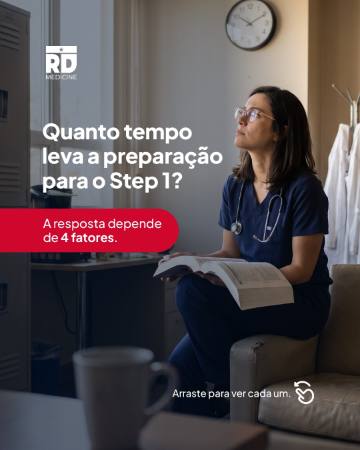 RD
MEDICINE
Quanto tempo
leva a preparação
para o Step 1?
A resposta depende
de 4 fatores.
Arraste para ver cada um.